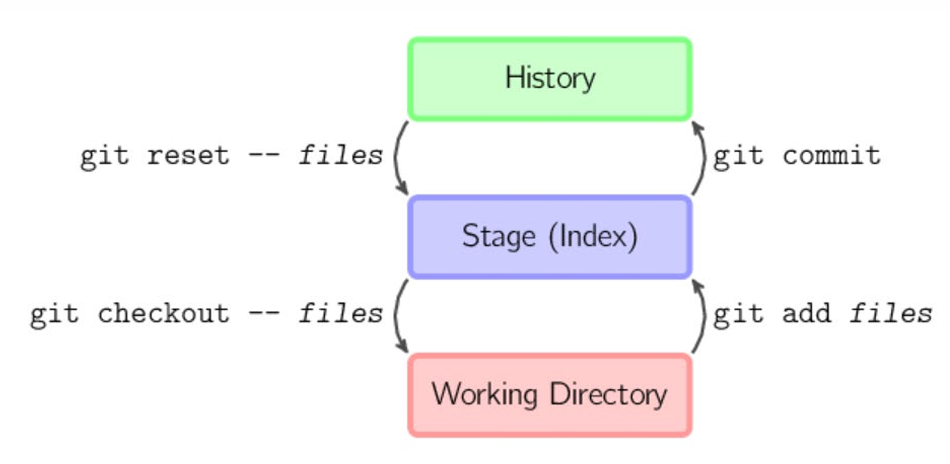 History
git reset -- files
git commit
Stage (Index)
git checkout -- files
git add files
Working Directory